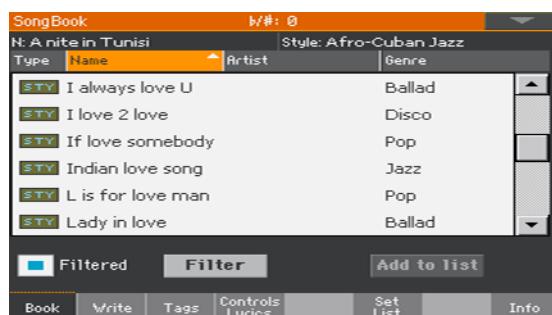 SongBook b/#: 0
N: A nite in Tunisi Style: Afro-Cuban Jazz
Type Name Artist Genre
STY I always love U Ballad
STY I love 2 love Disco
STY If love somebody Pop
STY Indian love song Jazz
STY L is for love man Pop
STY Lady in love Ballad
Filtered Filter Add to list
Book Write Tags Controls Lyrics Set List Info